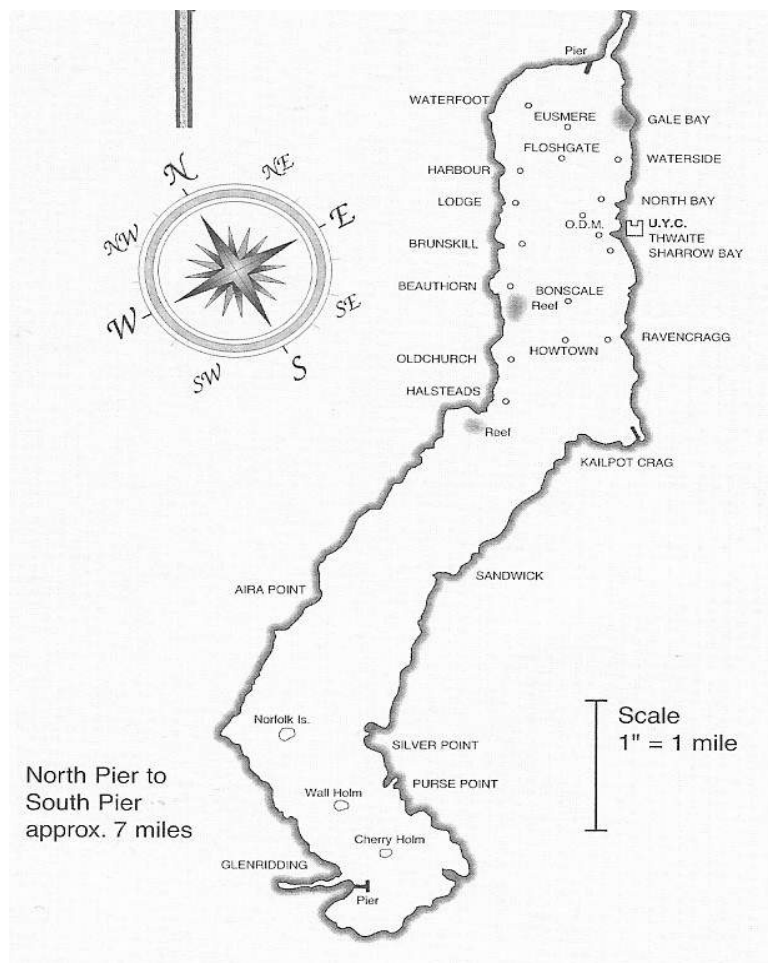 Pier
WATERFOOT
EUSMERE
GALE BAY
FLOSHGATE
WATERSIDE
HARBOUR
LODGE
NORTH BAY
O.D.M.
U.Y.C.
THWAITE
BRUNSKILL
SHARROW BAY
BEAUTHORN
BONSCALE
Reef
RAVENCRAGG
HOWTOWN
OLDCHURCH
HALSTEADS
Reef
KAILPOT CRAG
N
NE
E
SE
S
SW
W
NW
SANDWICK
AIRA POINT
Norfolk Is.
Scale
1" = 1 mile
SILVER POINT
PURSE POINT
North Pier to
South Pier
approx. 7 miles
Wall Holm
Cherry Holm
GLENRIDDING
Pier